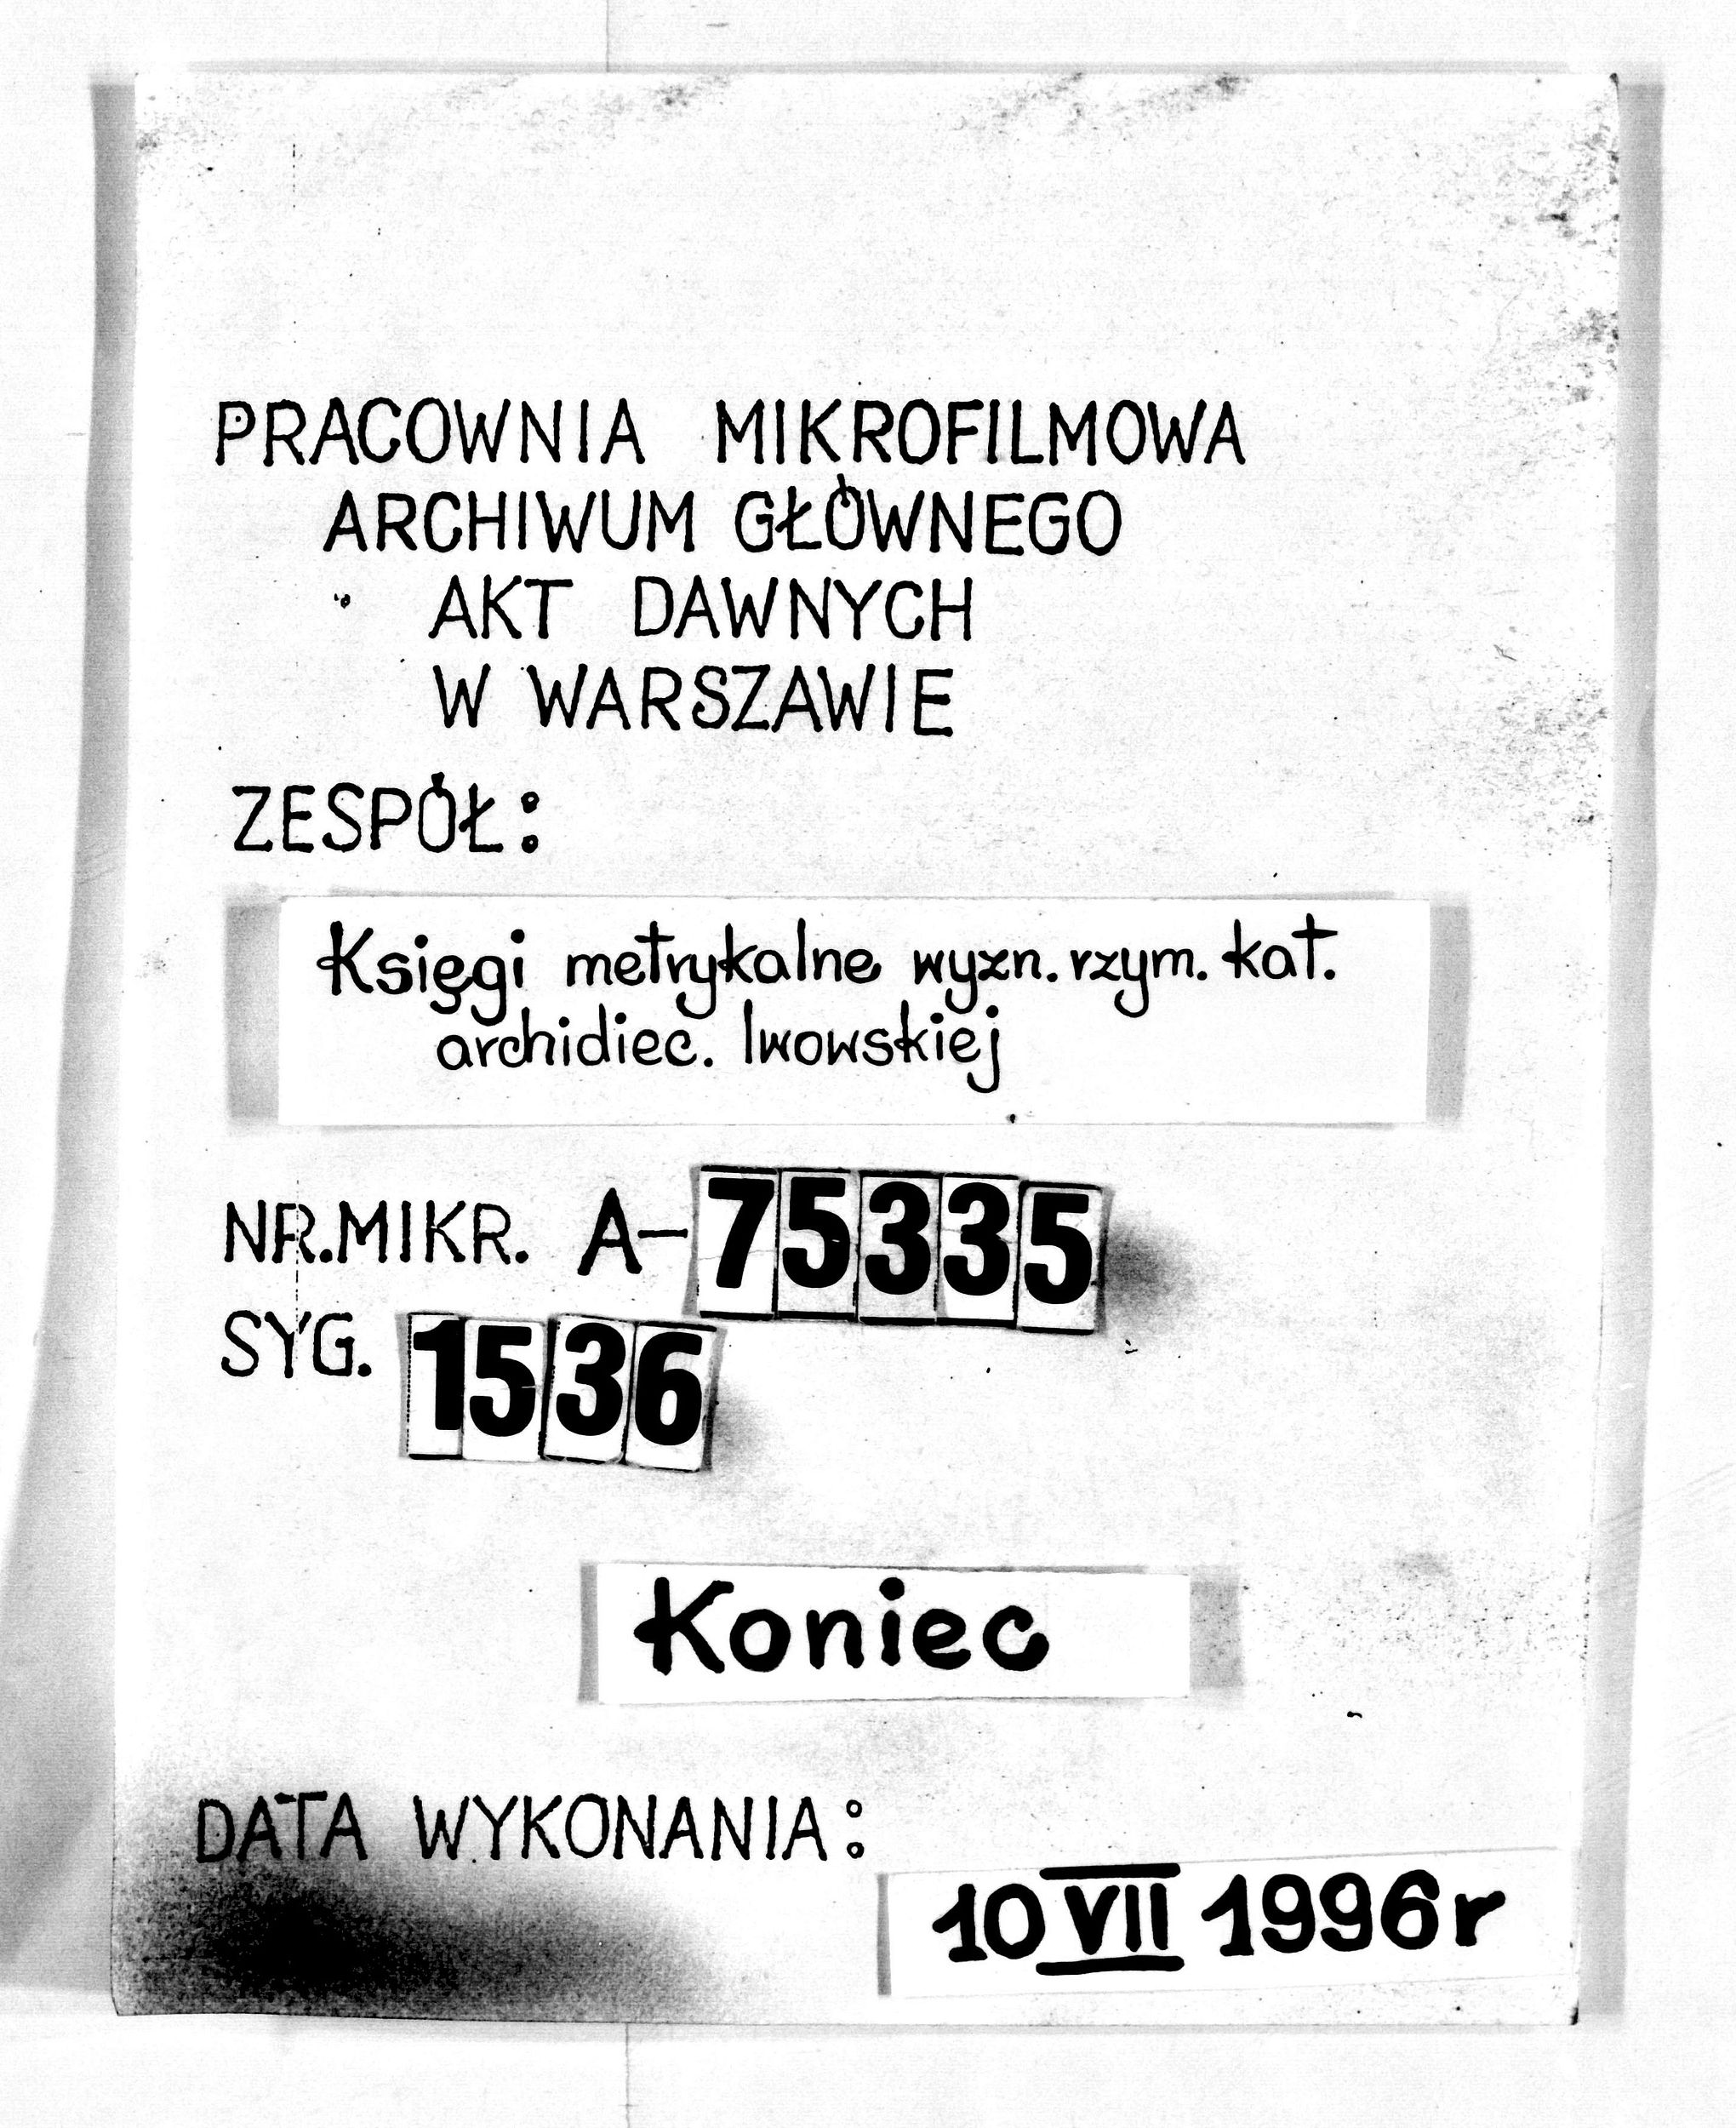 PRACOWNIA MIKROFILMOWA
ARCHIWUM GŁÓWNEGO
AKT DAWNYCH
W WARSZAWIE
ZESPÓŁ:
Księgi metrykalne wyzn. rzym. kat.
archidiec. lwowskiej
NR.MIKR. A-75335
SYG. 1536
Koniec
DATA WYKONANIA:
10 VII 1996r